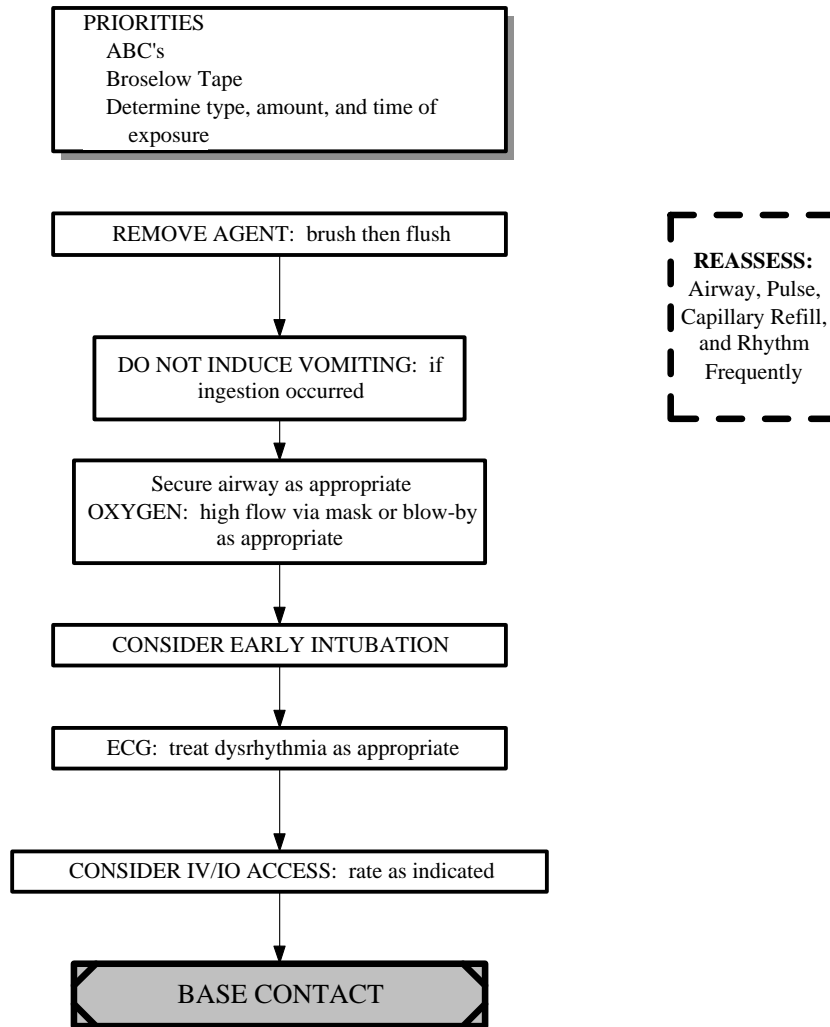 PRIORITIES
ABC's
Broselow Tape
Determine type, amount, and time of
exposure
REMOVE AGENT: brush then flush
REASSESS:
Airway, Pulse,
Capillary Refill,
and Rhythm
Frequently
DO NOT INDUCE VOMITING: if
ingestion occurred
Secure airway as appropriate
OXYGEN: high flow via mask or blow-by
as appropriate
CONSIDER EARLY INTUBATION
ECG: treat dysrhythmia as appropriate
CONSIDER IV/IO ACCESS: rate as indicated
BASE CONTACT